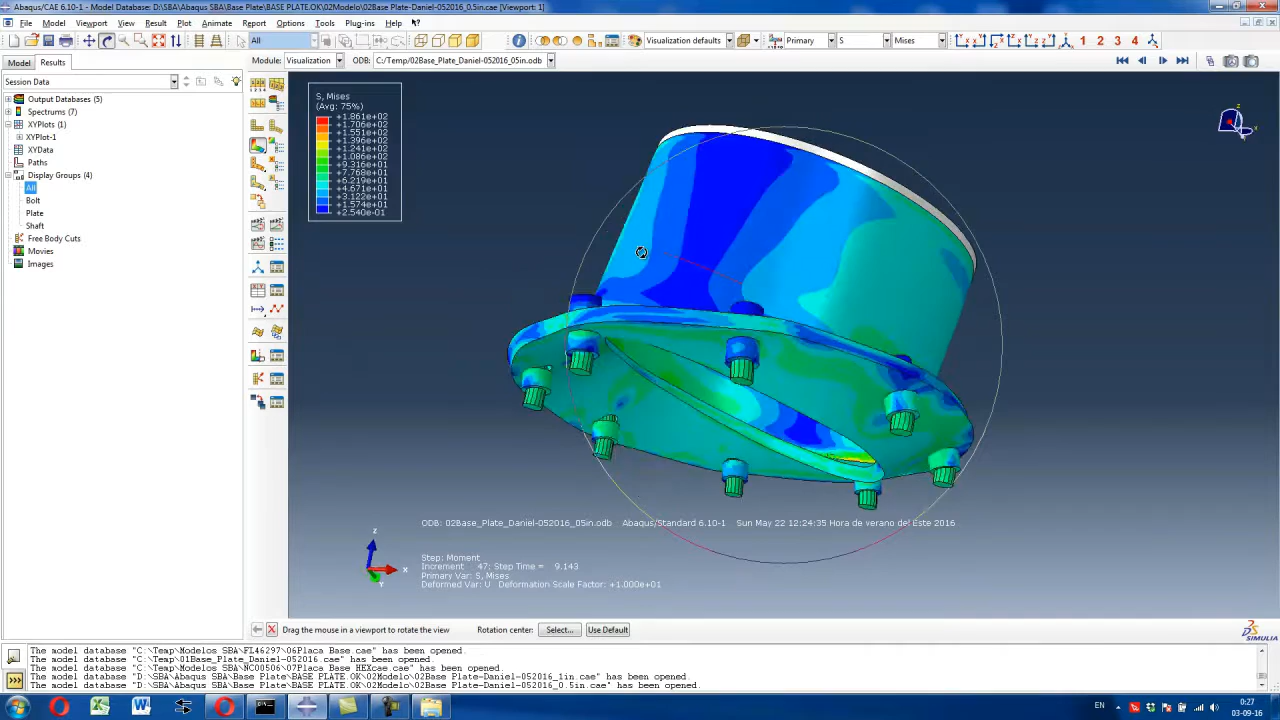 Abaqus/CAE 6.10-1 - Model Database: D:\SBA\Abaqus SBA\Base Plate\BASE PLATE.OK\02Modelo\02Base Plate-Daniel-052016_0.5in.cae [Viewport: 1]
File Model Viewport View Result Plot Animate Report Options Tools Plug-ins Help
All Visualization defaults Primary S Mises 1 2 3 4
Model Results Module: Visualization ODB: C:/Temp/02Base_Plate_Daniel-052016_05in.odb
Session Data
Output Databases (5)
Spectrums (7)
XYPlots (1)
XYPlot-1
XYData
Paths
Display Groups (4)
All
Bolt
Plate
Shaft
Free Body Cuts
Movies
Images
S, Mises
(Avg: 75%)
+1.861e+02
+1.706e+02
+1.551e+02
+1.396e+02
+1.241e+02
+1.086e+02
+9.316e+01
+7.768e+01
+6.219e+01
+4.671e+01
+3.122e+01
+1.574e+01
+2.540e-01
Z
ODB: 02Base_Plate_Daniel-052016_05in.odb Abaqus/Standard 6.10-1 Sun May 22 12:24:35 Hora de verano del Este 2016
Z
X
Y
Step: Moment
Increment 47: Step Time = 9.143
Primary Var: S, Mises
Deformed Var: U Deformation Scale Factor: +1.000e+01
Drag the mouse in a viewport to rotate the view Rotation center: Select... Use Default
SIMULIA
The model database "C:\Temp\Modelos SBA\FL46297\06Placa Base.cae" has been opened.
The model database "C:\Temp\01Base_Plate_Daniel-052016.cae" has been opened.
The model database "C:\Temp\Modelos SBA\NC00506\07Placa Base HEXcae.cae" has been opened.
The model database "D:\SBA\Abaqus SBA\Base Plate\BASE PLATE.OK\02Modelo\02Base Plate-Daniel-052016_1in.cae" has been opened.
The model database "D:\SBA\Abaqus SBA\Base Plate\BASE PLATE.OK\02Modelo\02Base Plate-Daniel-052016_0.5in.cae" has been opened.
EN 0:27
03-09-16